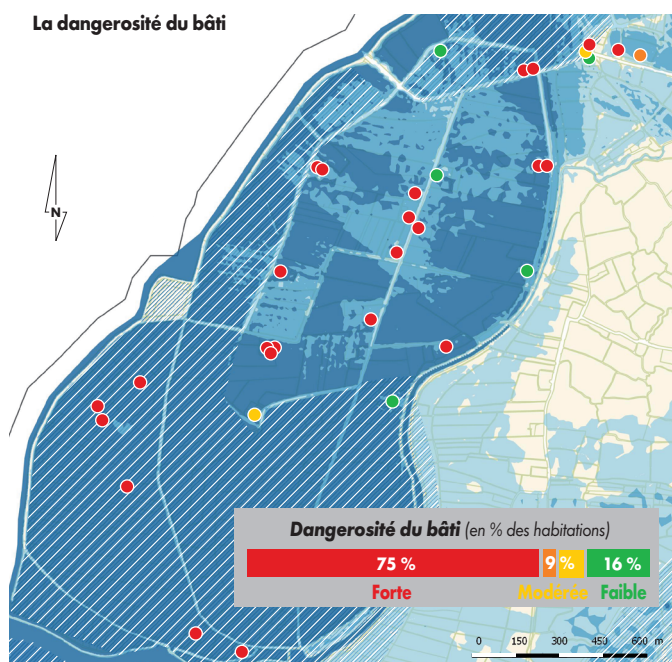 La dangerosité du bâti
N
Dangerosité du bâti (en % des habitations)
75 % 9 % 16 %
Forte Modérée Faible
0 150 300 450 600 m